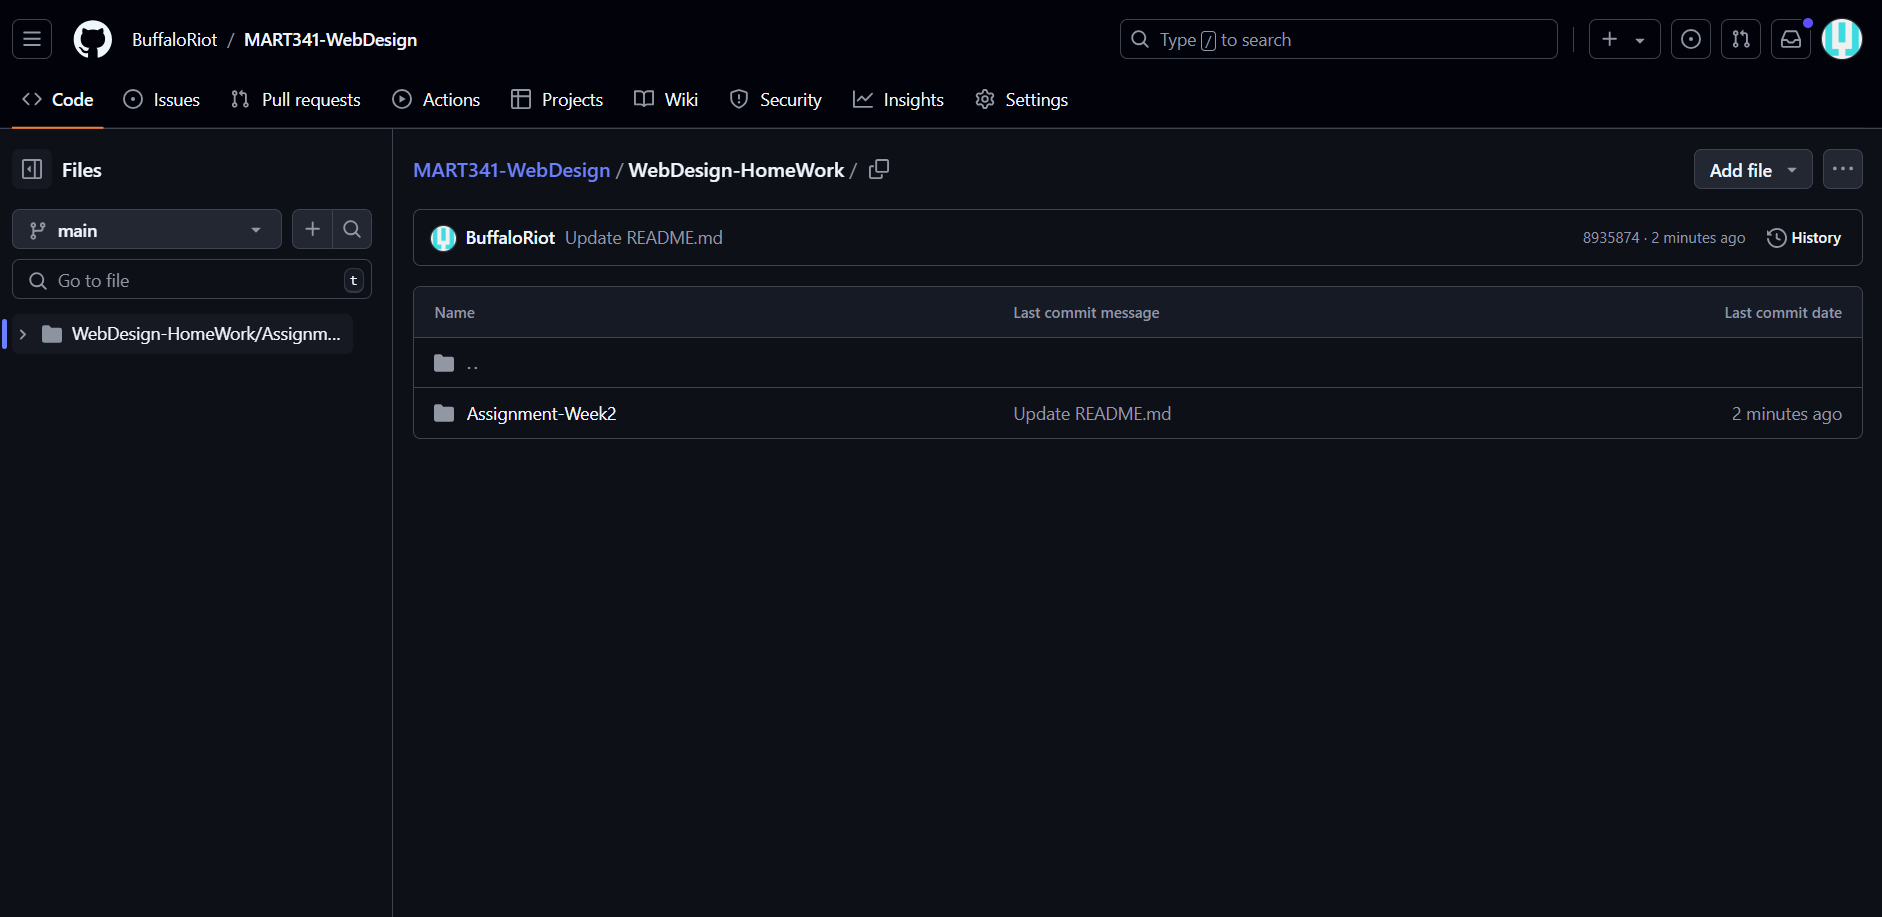 BuffaloRiot / MART341-WebDesign
Type / to search
Code Issues Pull requests Actions Projects Wiki Security Insights Settings
Files
main
Go to file t
WebDesign-HomeWork/Assignm...
MART341-WebDesign / WebDesign-HomeWork /
Add file
BuffaloRiot Update README.md 8935874 · 2 minutes ago History
Name Last commit message Last commit date
..
Assignment-Week2 Update README.md 2 minutes ago